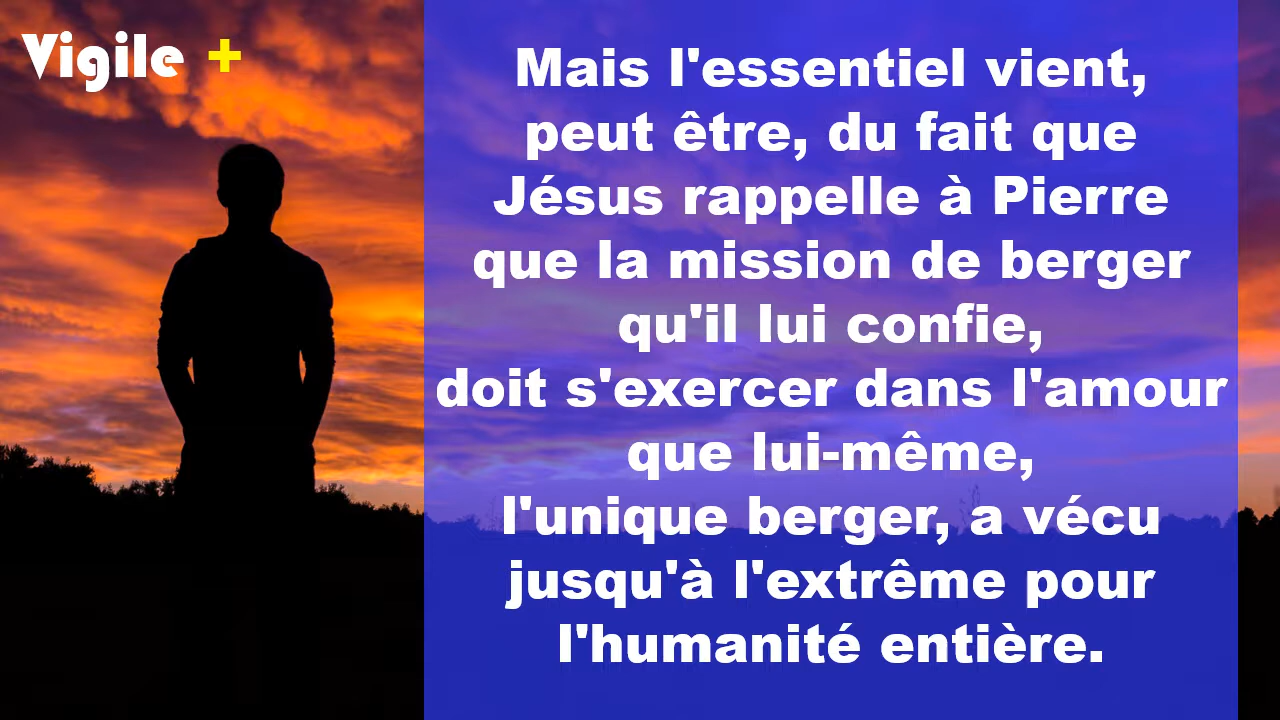 Vigile +
Mais l'essentiel vient,
peut être, du fait que
Jésus rappelle à Pierre
que la mission de berger
qu'il lui confie,
doit s'exercer dans l'amour
que lui-même,
l'unique berger, a vécu
jusqu'à l'extrême pour
l'humanité entière.